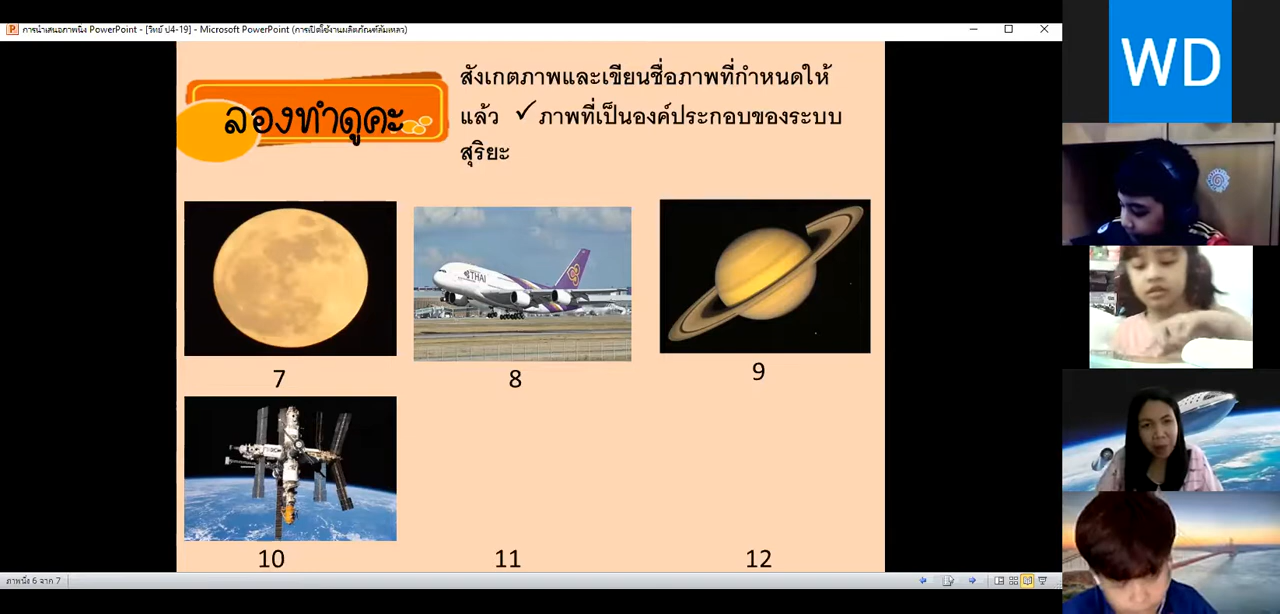 การนำเสนอภาพนิ่ง PowerPoint - [วิทย์ ป4-19] - Microsoft PowerPoint (การเปิดใช้งานผลิตภัณฑ์ล้มเหลว)
WD
ลองทำดูคะ
สังเกตภาพและเขียนชื่อภาพที่กำหนดให้
แล้ว ✓ ภาพที่เป็นองค์ประกอบของระบบ
สุริยะ
THAI
7
8
9
10
11
12
ภาพนิ่ง 6 จาก 7